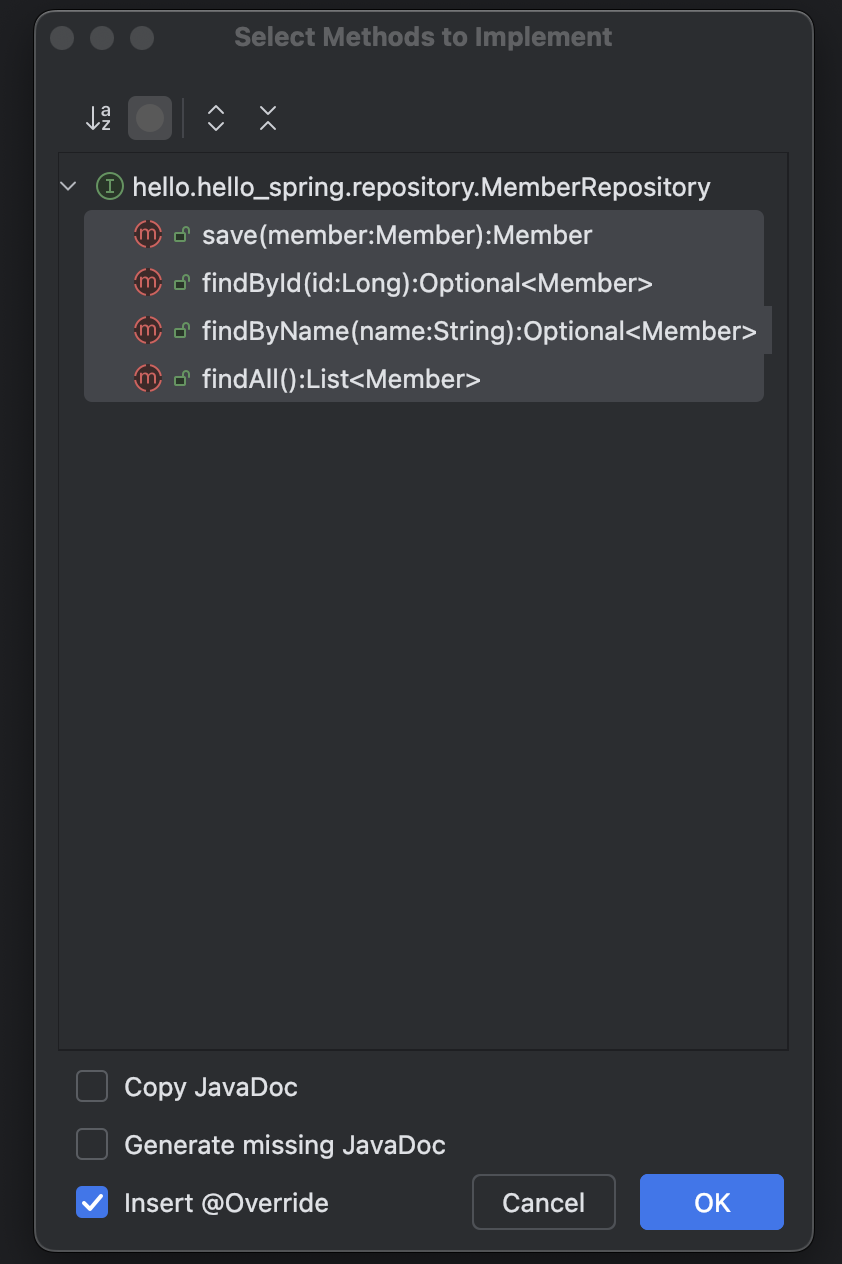 Select Methods to Implement
hello.hello_spring.repository.MemberRepository
save(member:Member):Member
findById(id:Long):Optional<Member>
findByName(name:String):Optional<Member>
findAll():List<Member>
Copy JavaDoc
Generate missing JavaDoc
Insert @Override
Cancel
OK